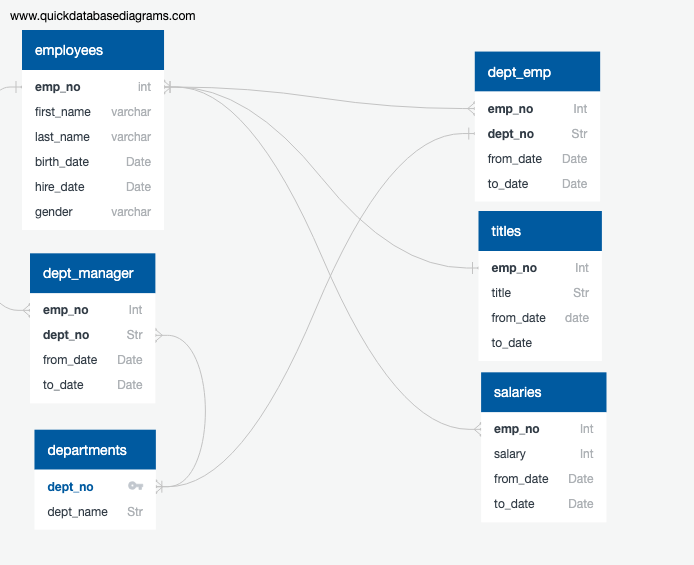 www.quickdatabasediagrams.com
employees
emp_no int
first_name varchar
last_name varchar
birth_date Date
hire_date Date
gender varchar
dept_manager
emp_no Int
dept_no Str
from_date Date
to_date Date
departments
dept_no
dept_name Str
dept_emp
emp_no Int
dept_no Str
from_date Date
to_date Date
titles
emp_no Int
title Str
from_date date
to_date
salaries
emp_no Int
salary Int
from_date Date
to_date Date